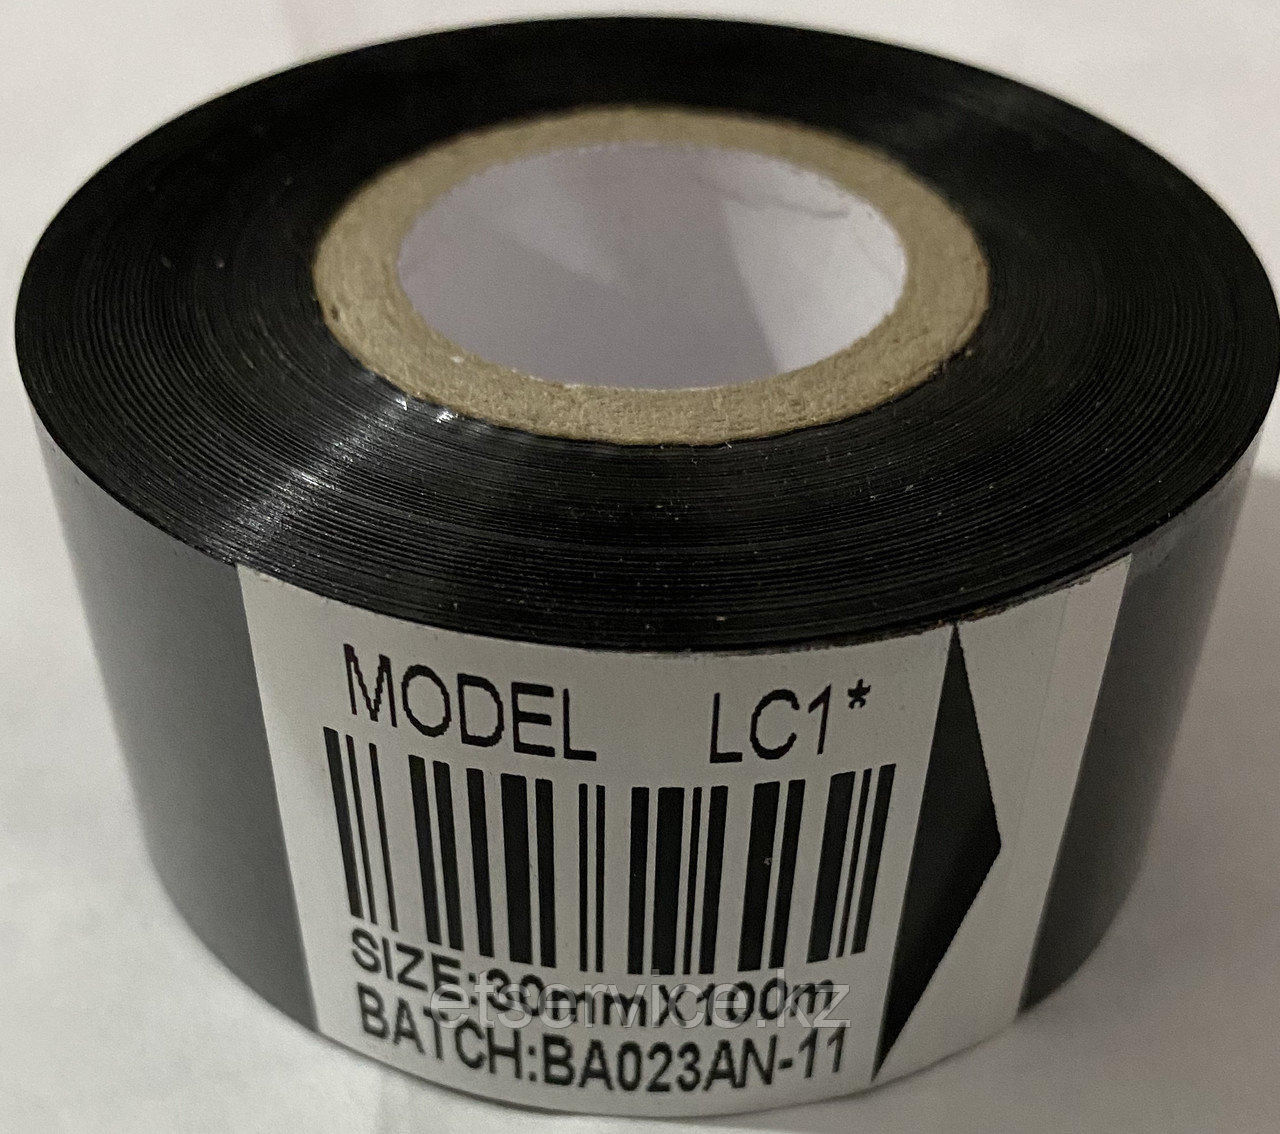 MODEL LC1*
SIZE:30mmX100m
etservice.kz
BATCH:BA023AN-11